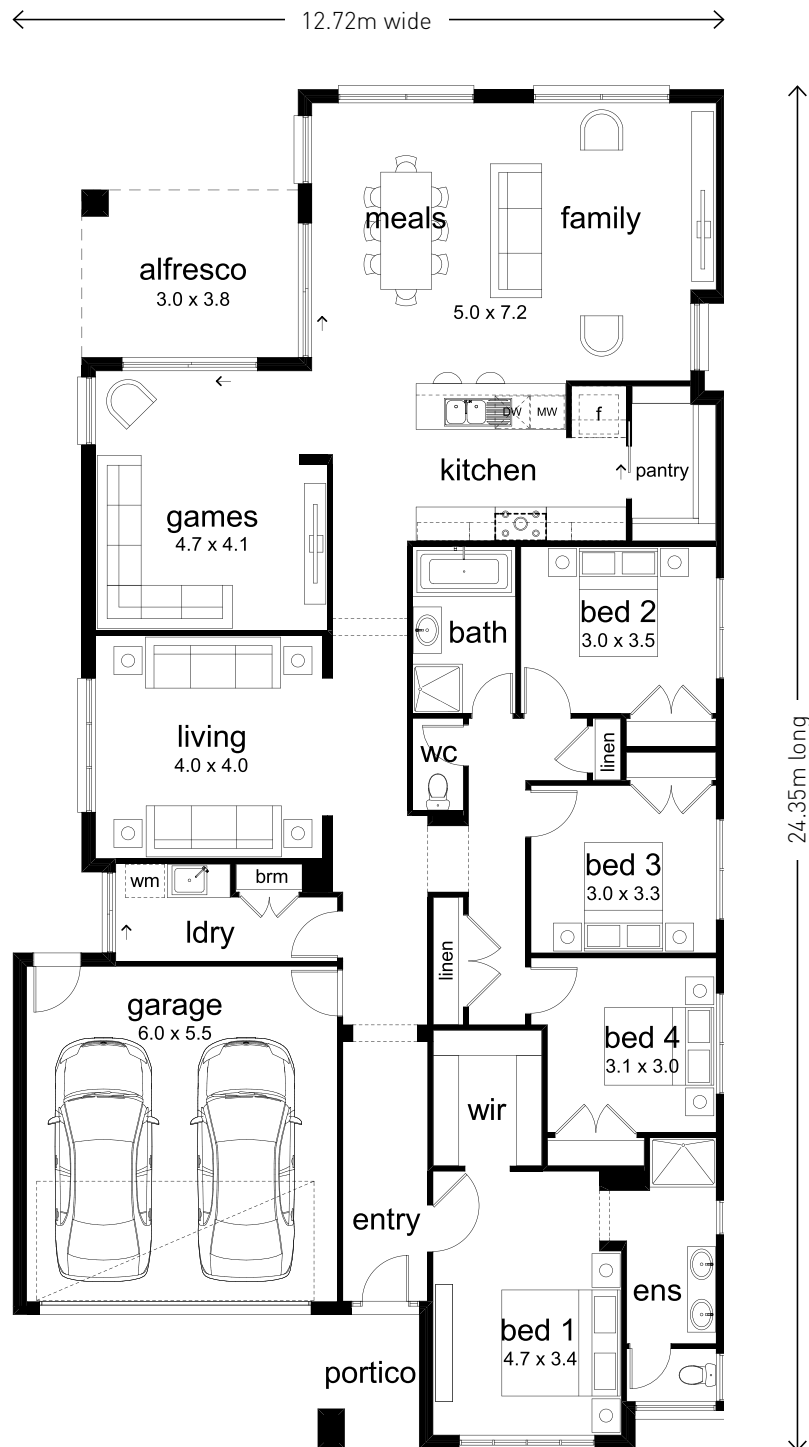 12.72m wide
meals
family
alfresco
3.0 x 3.8
5.0 x 7.2
DW
MW
f
kitchen
pantry
games
4.7 x 4.1
bed 2
3.0 x 3.5
bath
living
4.0 x 4.0
wc
linen
24.35m long
bed 3
3.0 x 3.3
wm
brm
ldry
linen
garage
6.0 x 5.5
bed 4
3.1 x 3.0
wir
entry
ens
bed 1
4.7 x 3.4
portico